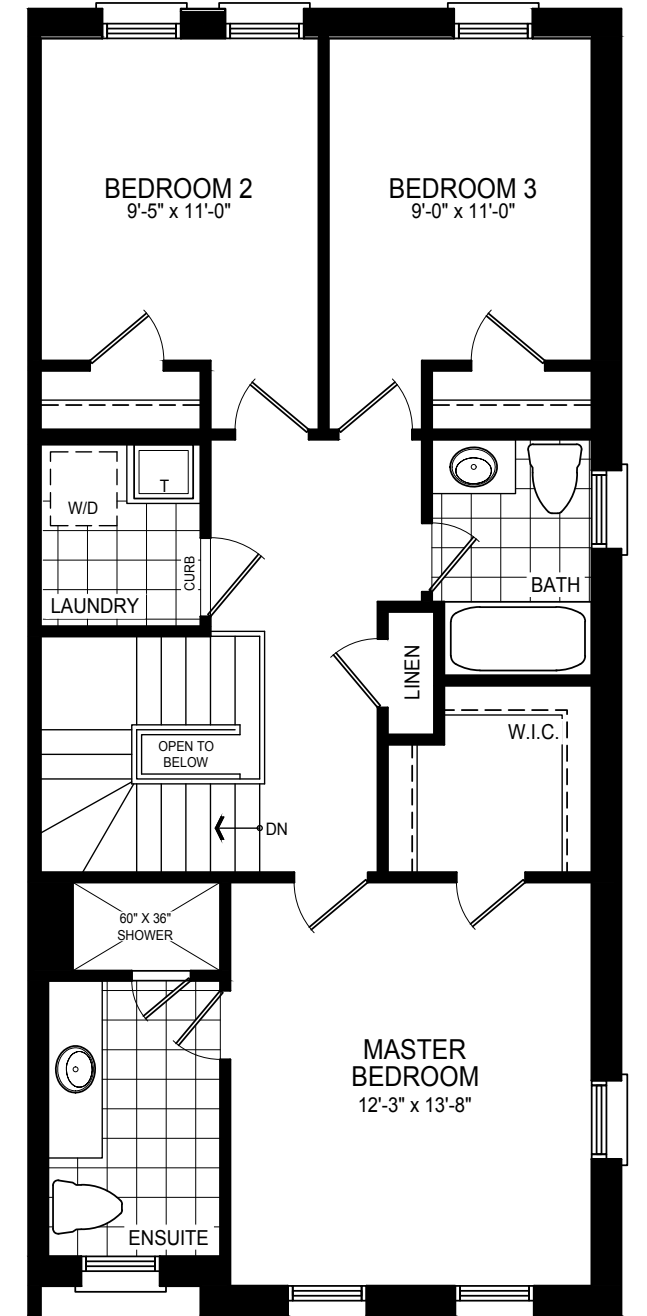 BEDROOM 2
9'-5" x 11'-0"
BEDROOM 3
9'-0" x 11'-0"
W/D
T
CURB
LAUNDRY
BATH
LINEN
W.I.C.
OPEN TO
BELOW
DN
60" X 36"
SHOWER
MASTER
BEDROOM
12'-3" x 13'-8"
ENSUITE